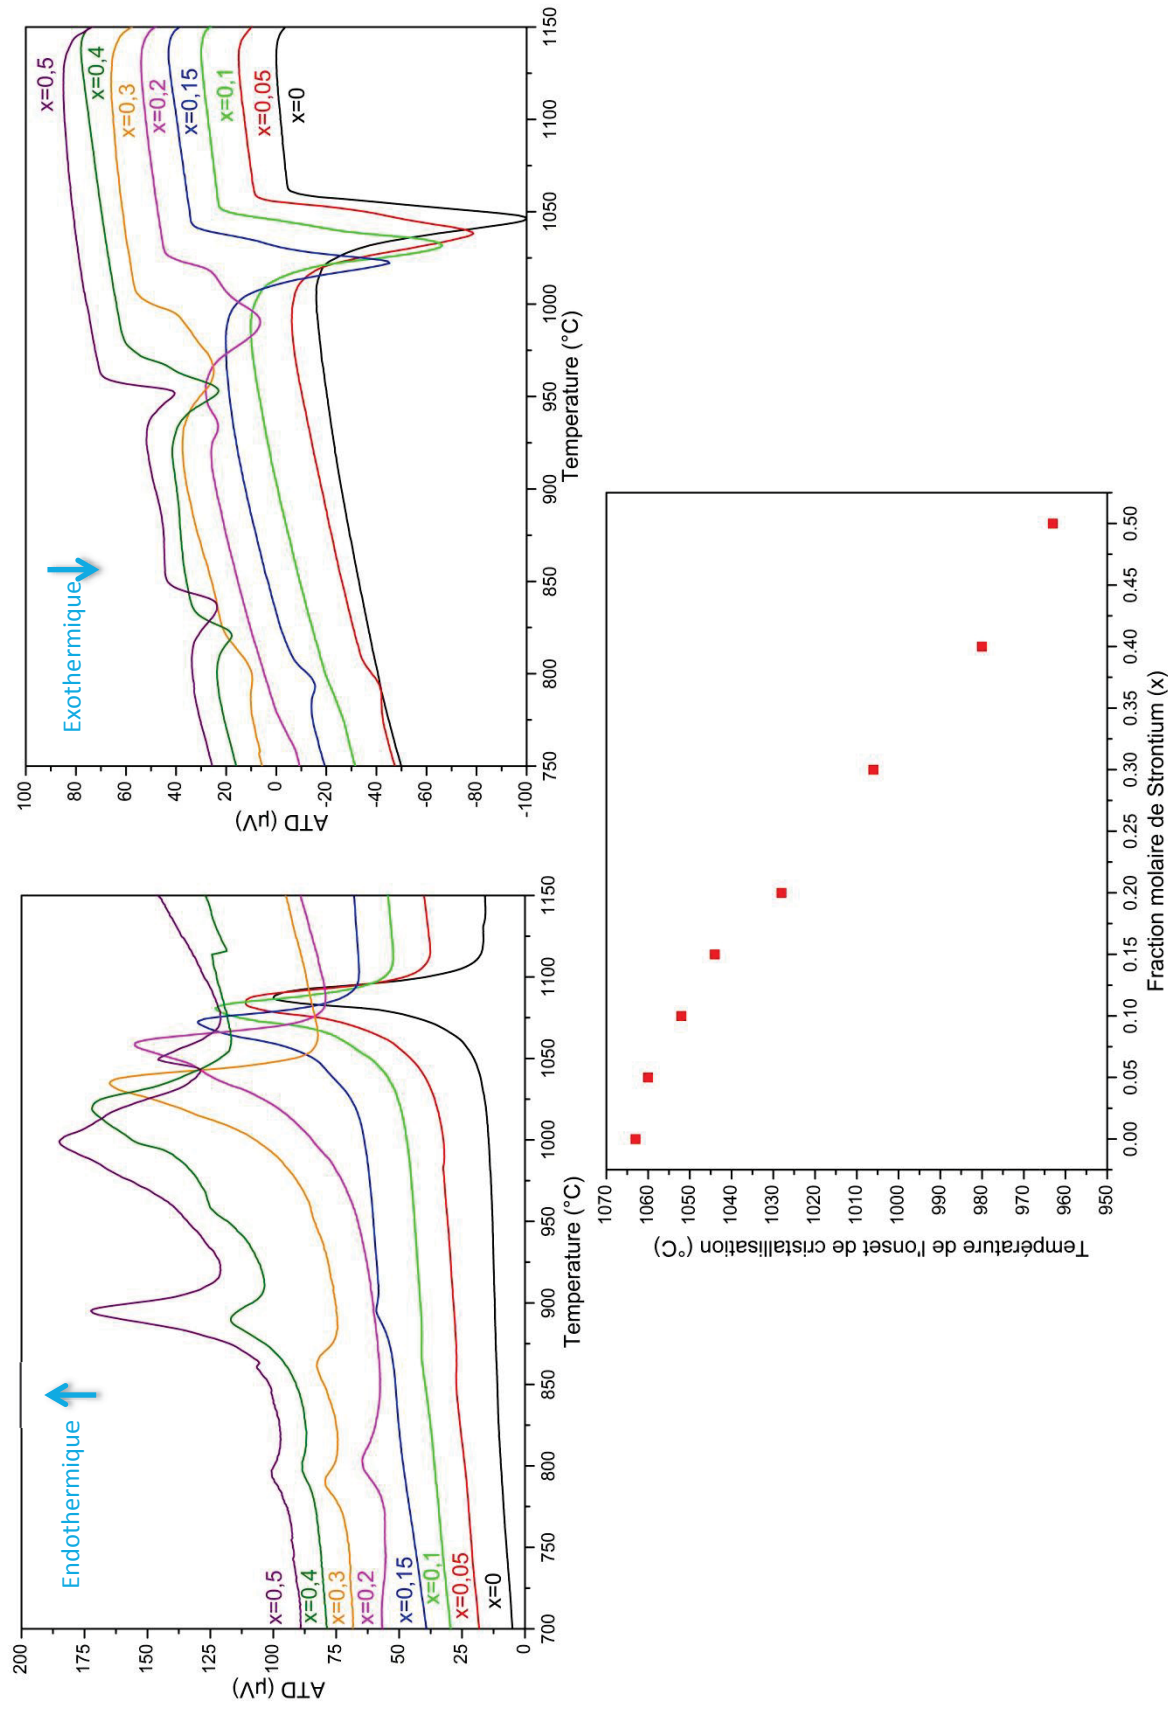 200
175
150
125
100
75
50
25
0
ATD (µV)
Endothermique
x=0,5
x=0,4
x=0,3
x=0,2
x=0,15
x=0,1
x=0,05
x=0
700
750
800
850
900
950
1000
1050
1100
1150
Temperature (°C)
100
80
60
40
20
0
-20
-40
-60
-80
-100
ATD (µV)
Exothermique
x=0,5
x=0,4
x=0,3
x=0,2
x=0,15
x=0,1
x=0,05
x=0
750
800
850
900
950
1000
1050
1100
1150
Temperature (°C)
1070
1060
1050
1040
1030
1020
1010
1000
990
980
970
960
950
Température de l'onset de cristallisation (°C)
0.00
0.05
0.10
0.15
0.20
0.25
0.30
0.35
0.40
0.45
0.50
Fraction molaire de Strontium (x)